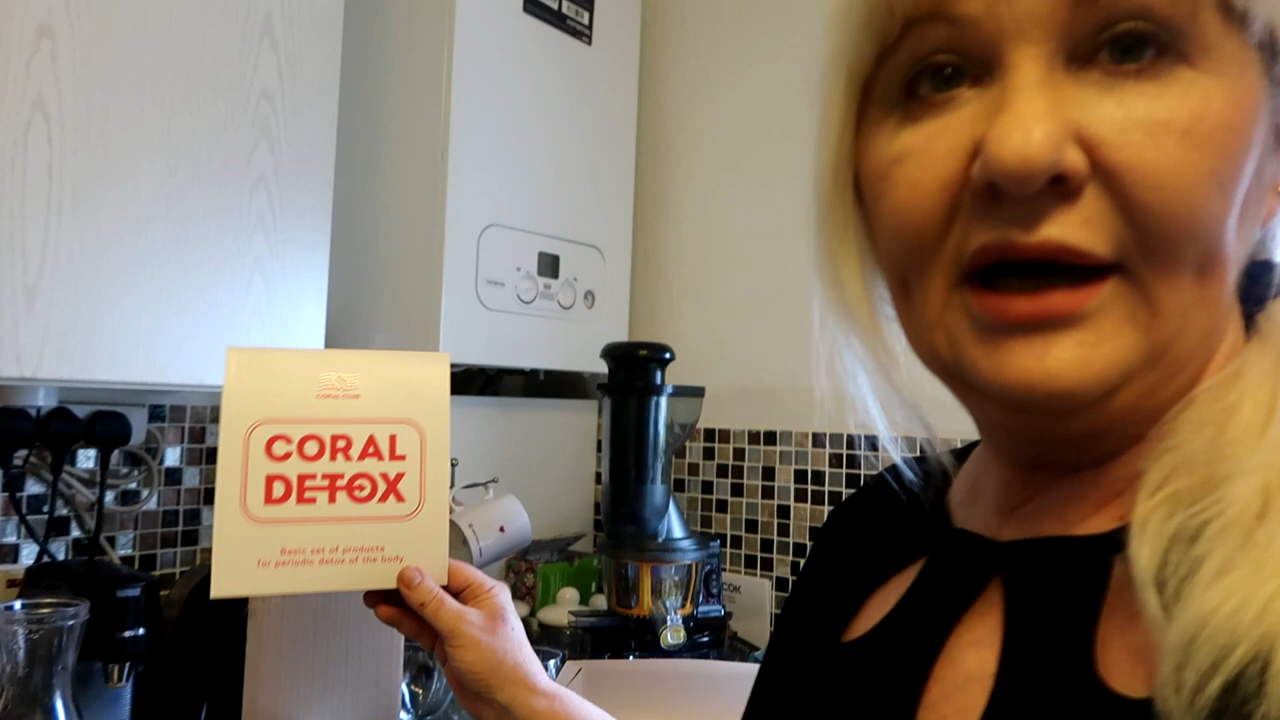 CORAL CLUB
CORAL
DETOX
Basic set of products
for periodic detox of the body.